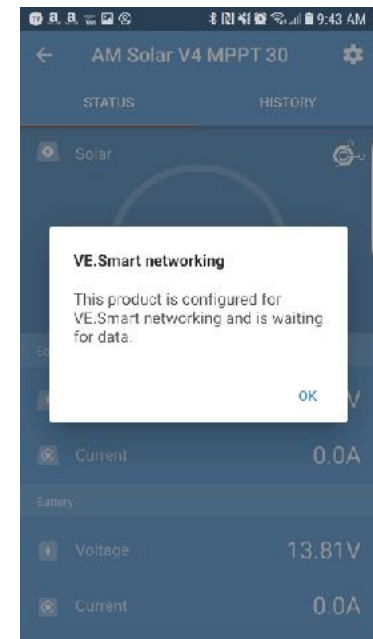 9:43 AM
AM Solar V4 MPPT 30
STATUS HISTORY
Solar
VE.Smart networking
This product is configured for
VE.Smart networking and is waiting
for data.
OK
V
Current 0.0A
Battery
Voltage 13.81V
Current 0.0A